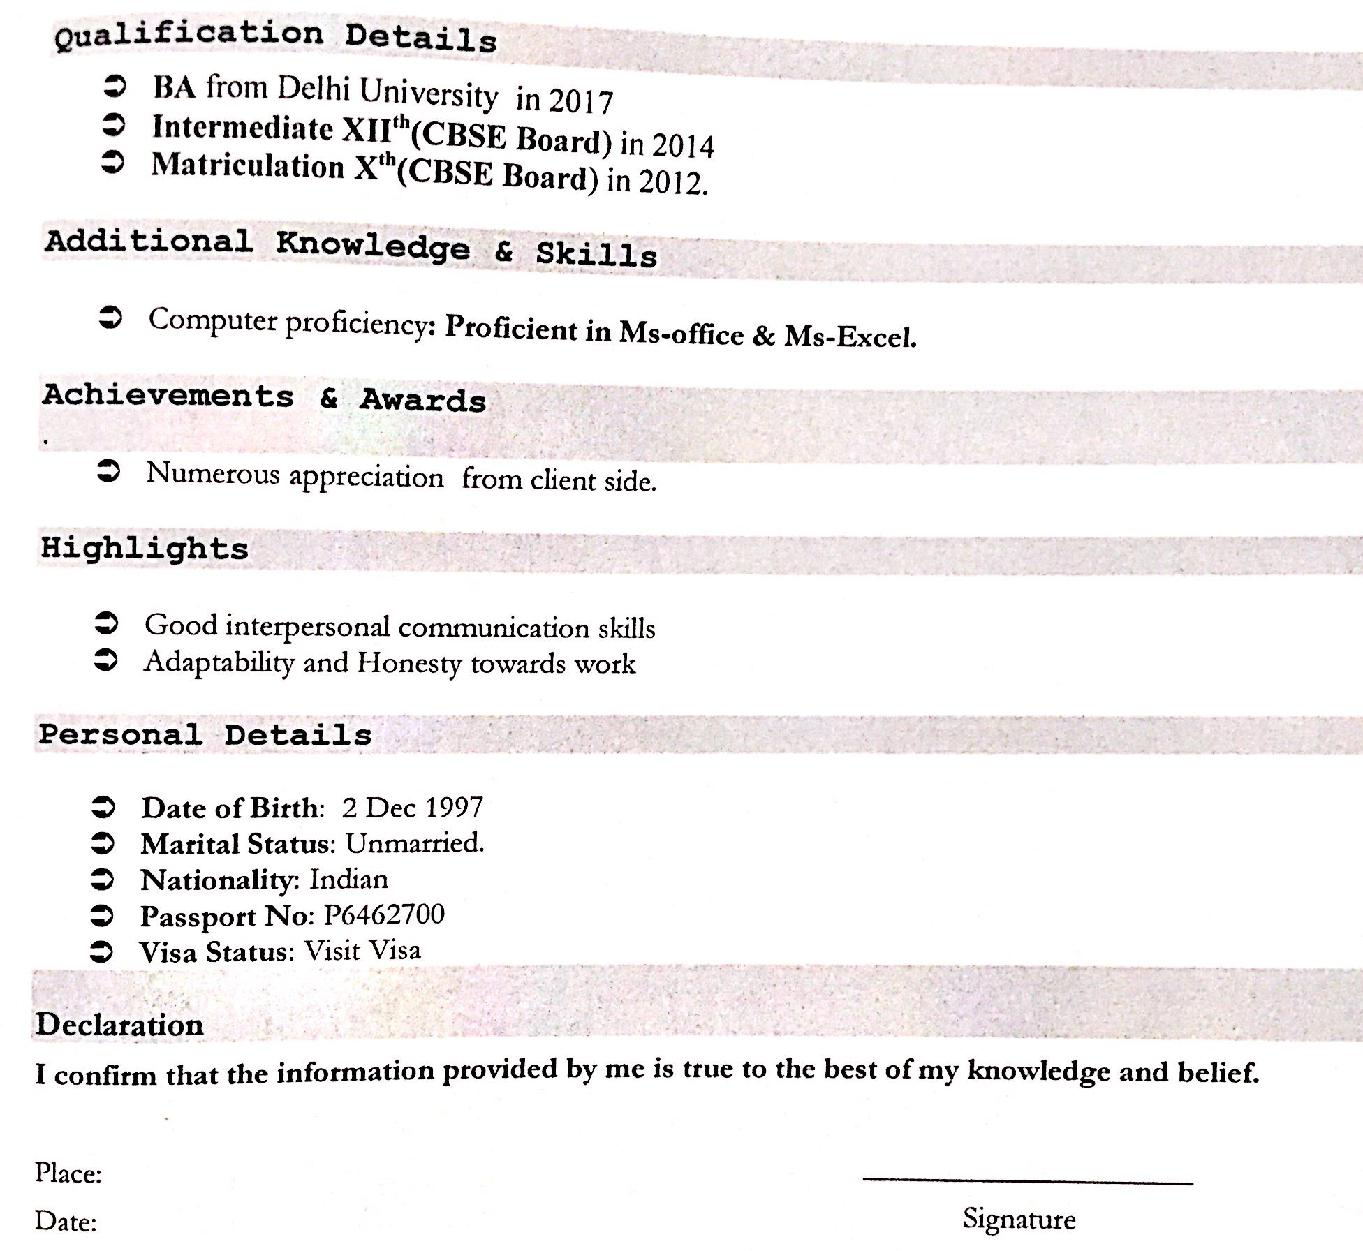 Qualification Details
➲ BA from Delhi University in 2017
➲ Intermediate XIIth(CBSE Board) in 2014
➲ Matriculation Xth(CBSE Board) in 2012.
Additional Knowledge & Skills
➲ Computer proficiency: Proficient in Ms-office & Ms-Excel.
Achievements & Awards
.
➲ Numerous appreciation from client side.
Highlights
➲ Good interpersonal communication skills
➲ Adaptability and Honesty towards work
Personal Details
➲ Date of Birth: 2 Dec 1997
➲ Marital Status: Unmarried.
➲ Nationality: Indian
➲ Passport No: P6462700
➲ Visa Status: Visit Visa
Declaration
I confirm that the information provided by me is true to the best of my knowledge and belief.
Place:
Date:
Signature